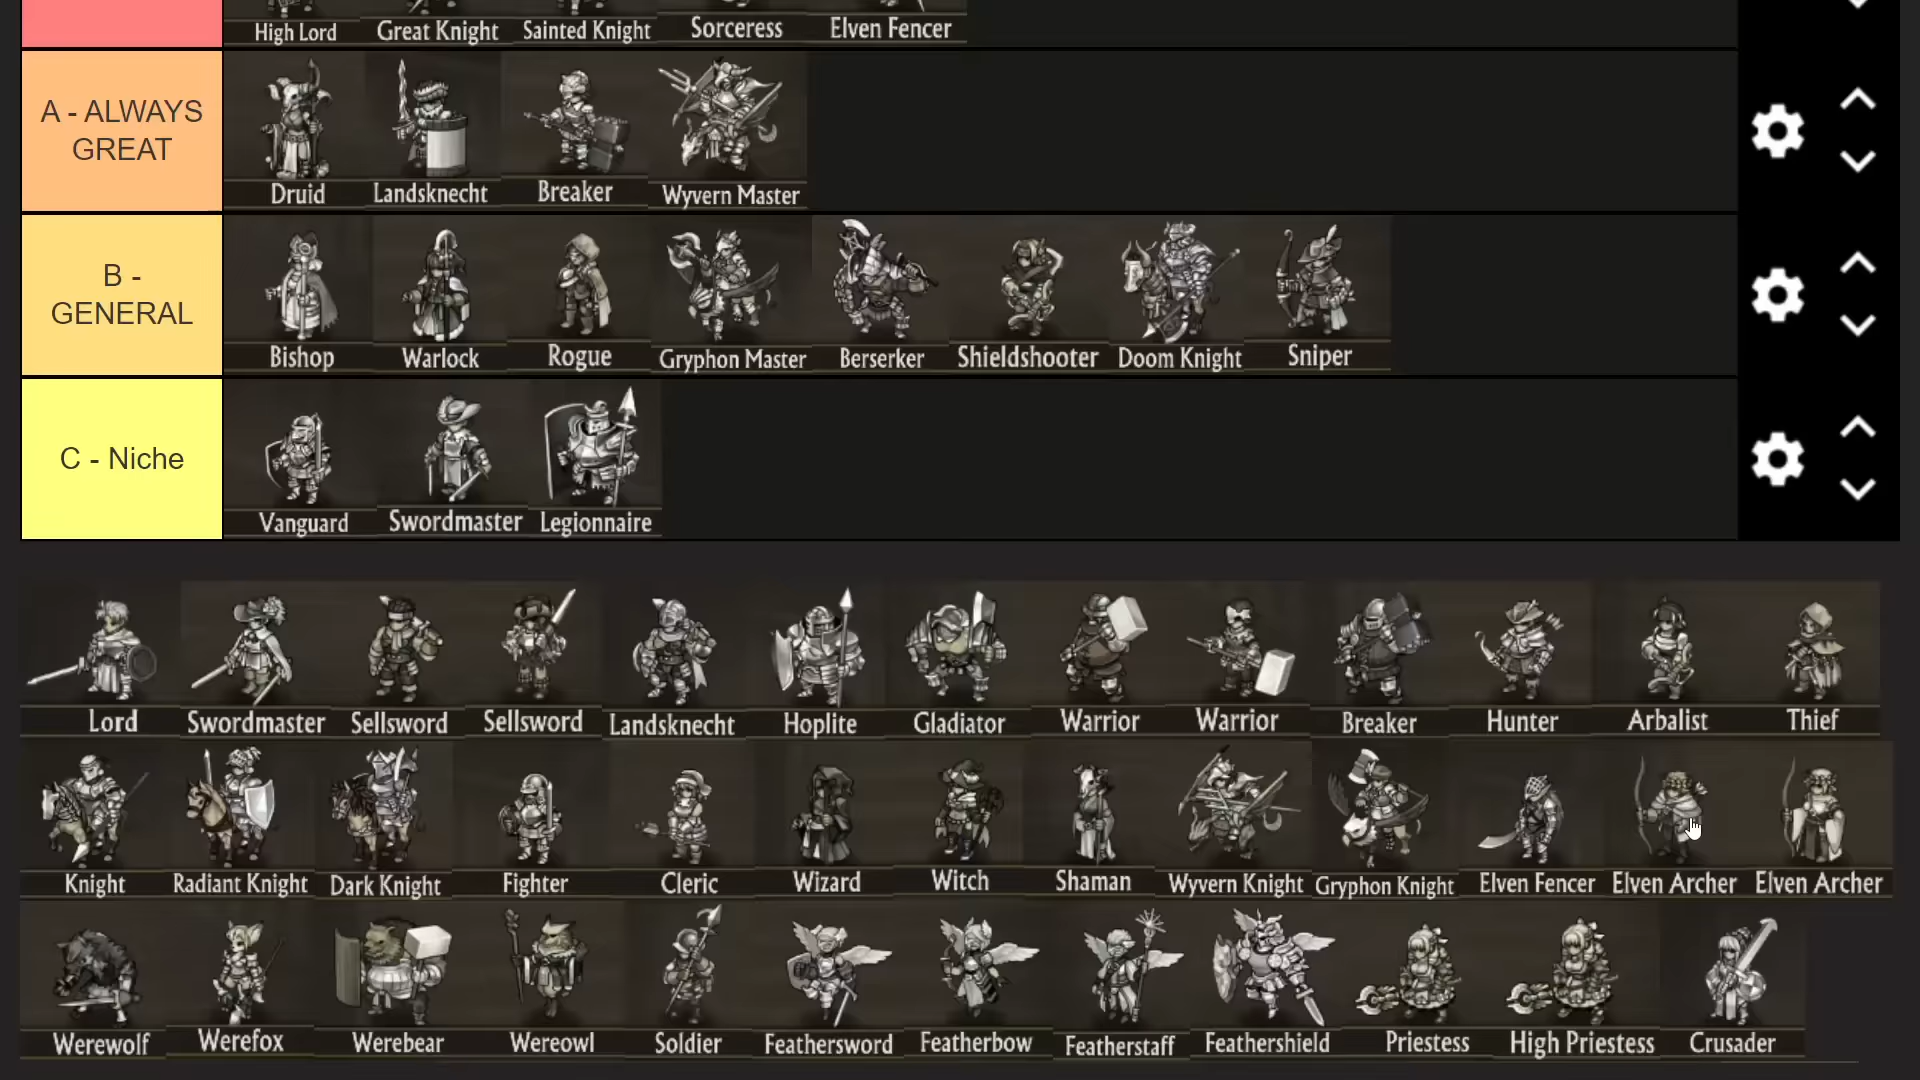 High Lord Great Knight Sainted Knight Sorceress Elven Fencer
A - ALWAYS
GREAT
Druid Landsknecht Breaker Wyvern Master
B -
GENERAL
Bishop Warlock Rogue Gryphon Master Berserker Shieldshooter Doom Knight Sniper
C - Niche
Vanguard Swordmaster Legionnaire
Lord Swordmaster Sellsword Sellsword Landsknecht Hoplite Gladiator Warrior Warrior Breaker Hunter Arbalist Thief
Knight Radiant Knight Dark Knight Fighter Cleric Wizard Witch Shaman Wyvern Knight Gryphon Knight Elven Fencer Elven Archer Elven Archer
Werewolf Werefox Werebear Wereowl Soldier Feathersword Featherbow Featherstaff Feathershield Priestess High Priestess Crusader